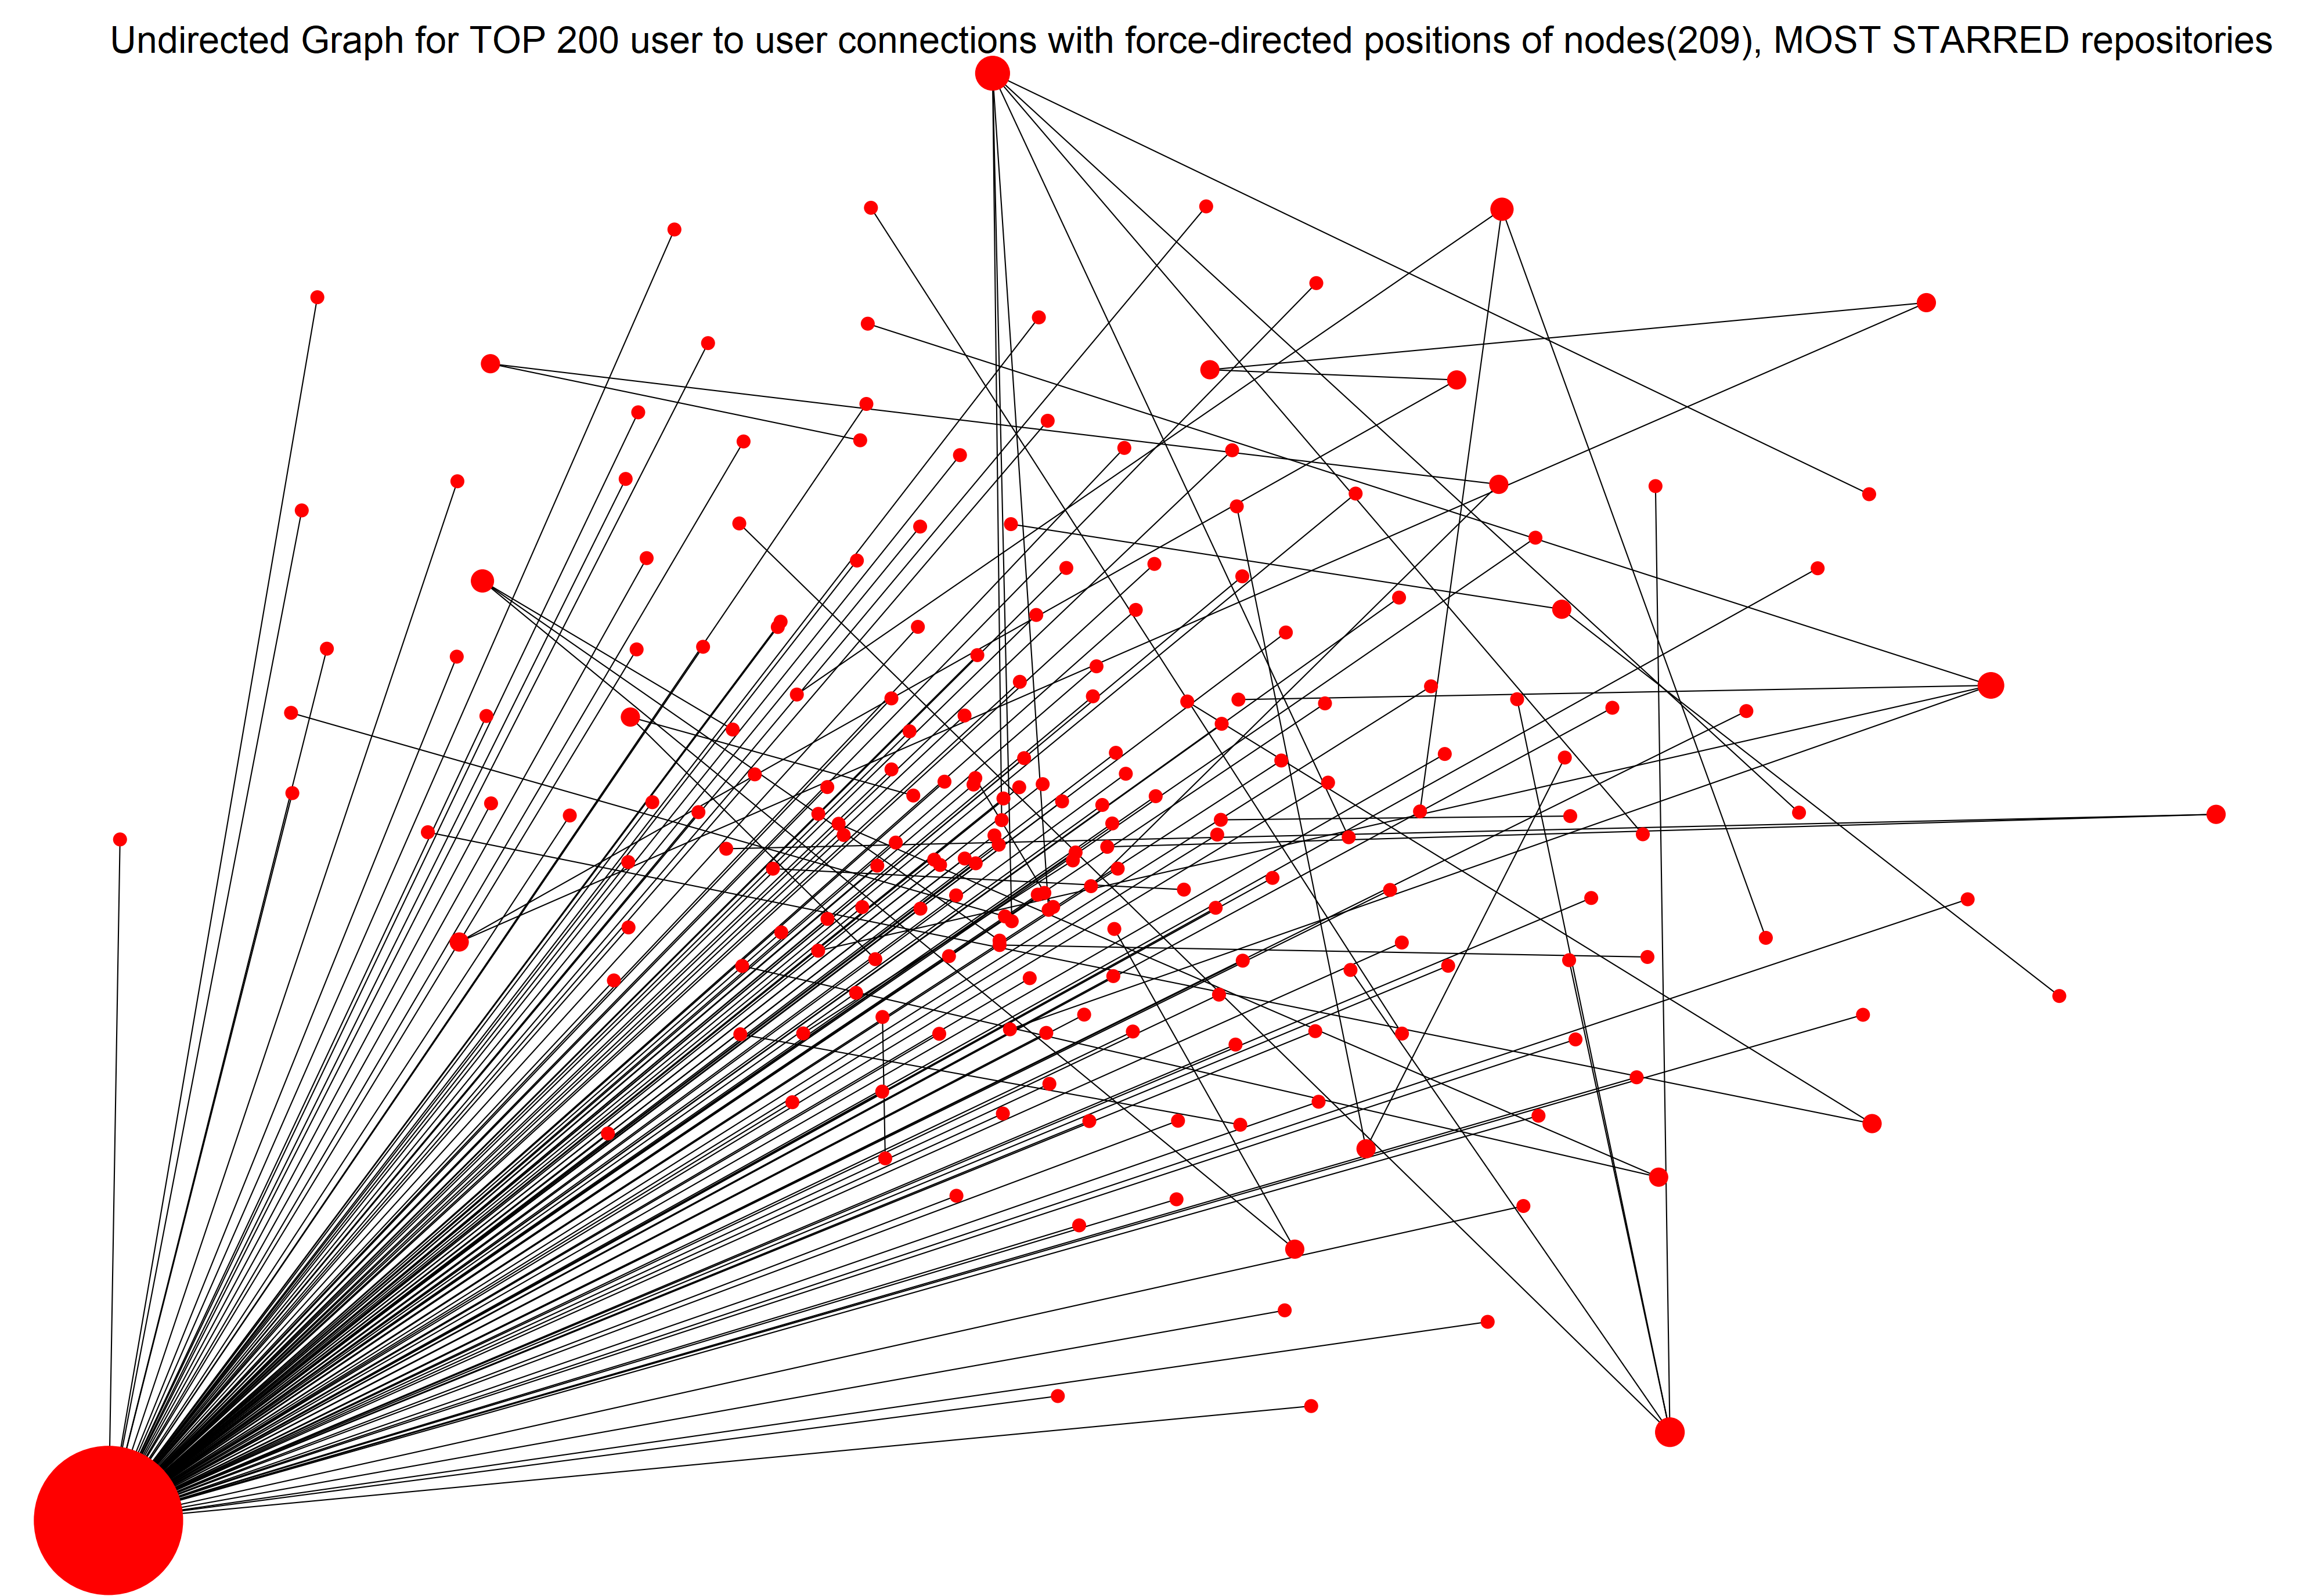 Undirected Graph for TOP 200 user to user connections with force-directed positions of nodes(209), MOST STARRED repositories